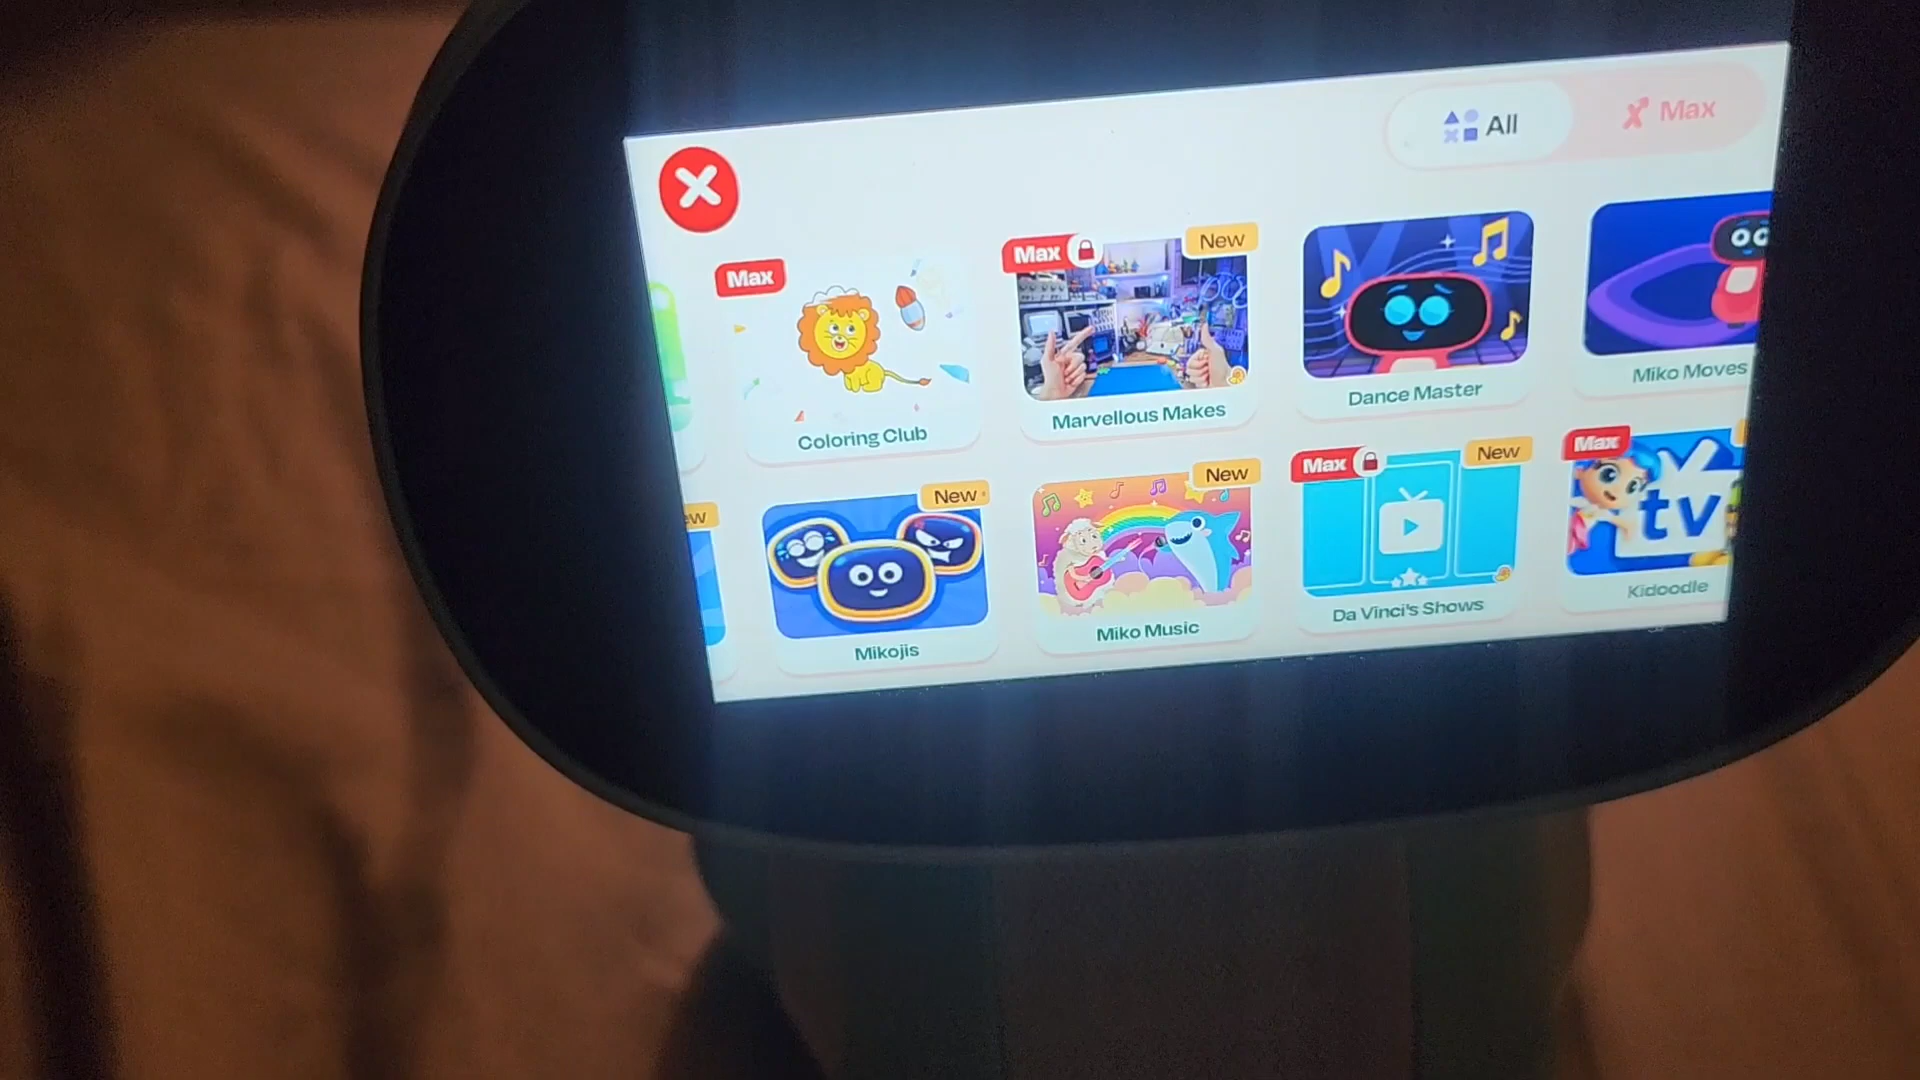 All
Max
Max
Coloring Club
Max
New
Marvellous Makes
Dance Master
Miko Moves
New
Mikojis
New
Miko Music
Max
New
Da Vinci's Shows
Max
tv
Kidoodle